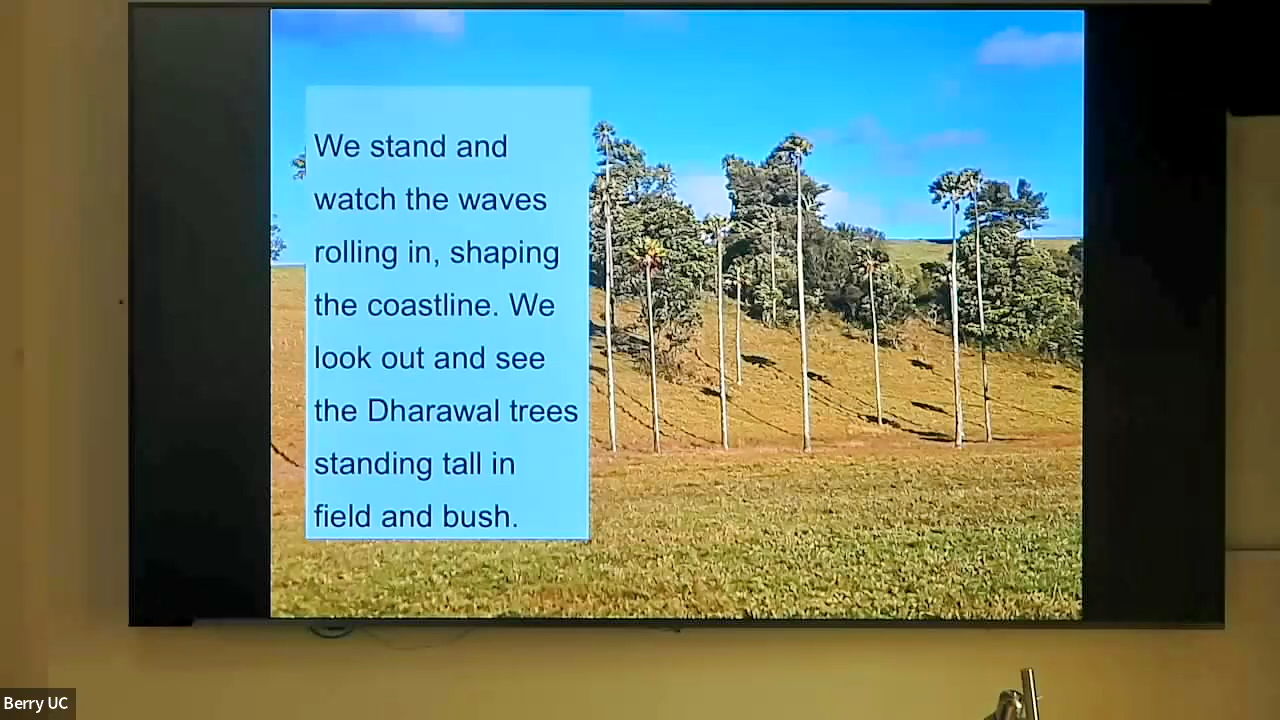 We stand and
watch the waves
rolling in, shaping
the coastline. We
look out and see
the Dharawal trees
standing tall in
field and bush.
Berry UC